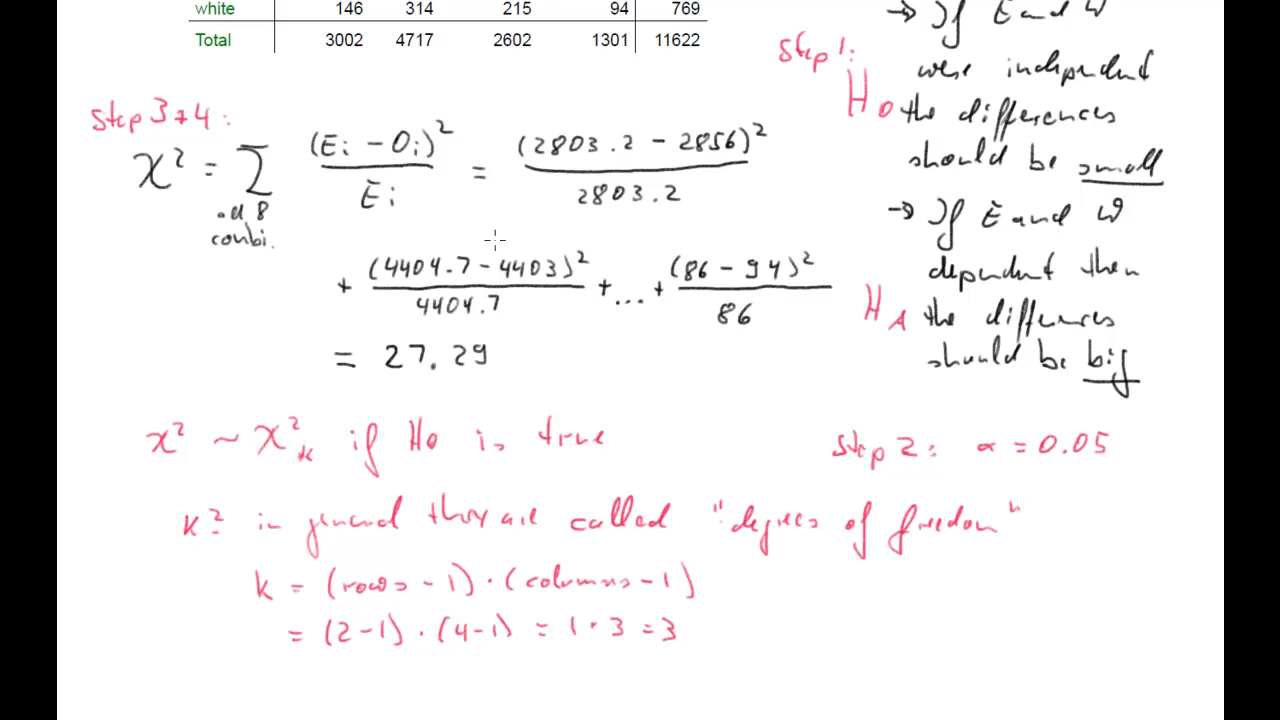 white 146 314 215 94 769
Total 3002 4717 2602 1301 11622
→ If E and W
were independent
the differences
should be small
→ If E and W
dependent then
the differences
should be big
Step 1:
H0
HA
Step 3+4:
χ² = ∑ (Ei - Oi)² / Ei = (2803.2 - 2856)² / 2803.2
all 8
combi.
+ (4404.7 - 4403)² / 4404.7 + ... + (86 - 94)² / 86
= 27.29
χ² ~ χ²k if H0 is true
Step 2: α = 0.05
k? in general they are called "degrees of freedom"
k = (rows - 1) · (columns - 1)
= (2-1) · (4-1) = 1 · 3 = 3